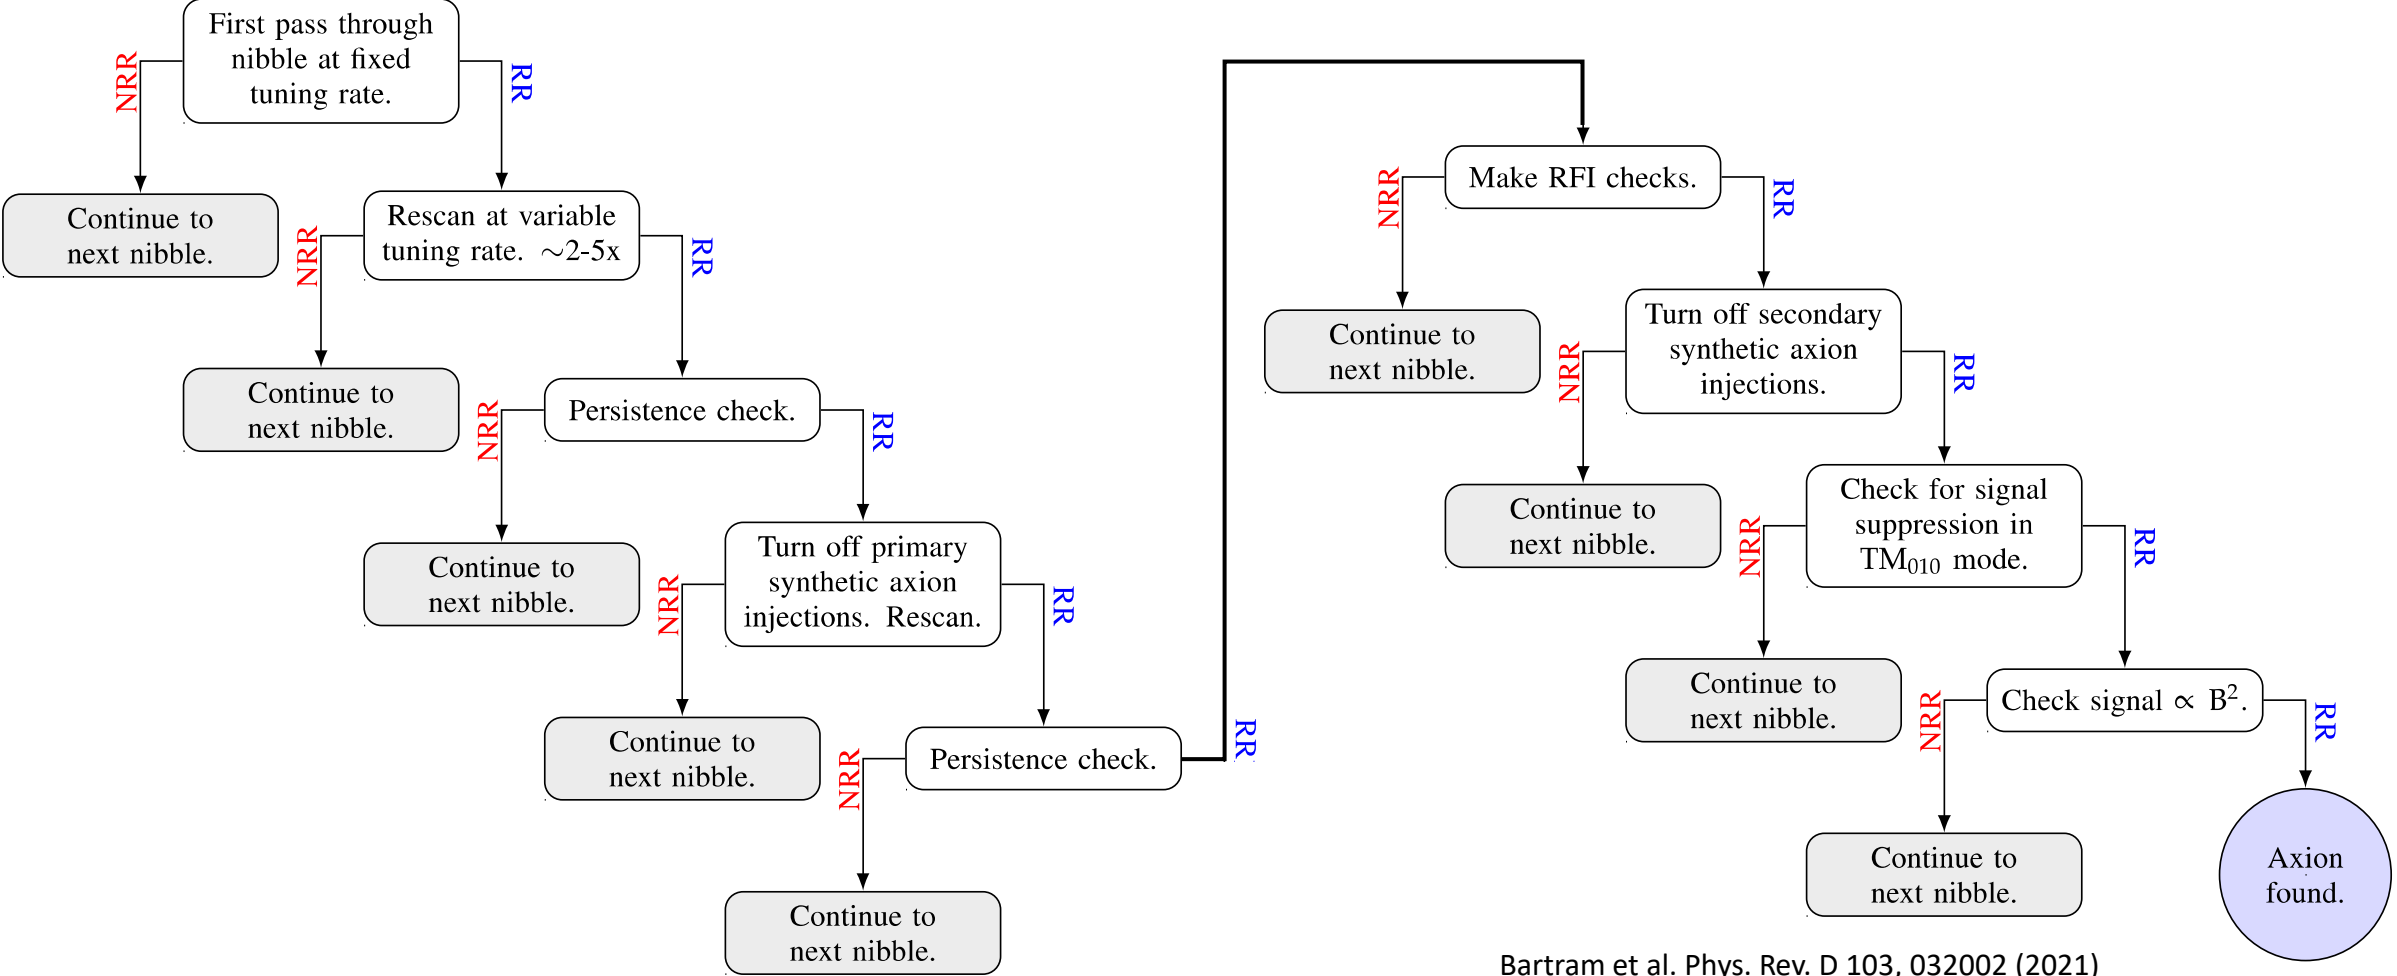 First pass through
nibble at fixed
tuning rate.
NRR
RR
Continue to
next nibble.
Rescan at variable
tuning rate. ~2-5x
NRR
RR
Continue to
next nibble.
Persistence check.
NRR
RR
Continue to
next nibble.
Turn off primary
synthetic axion
injections. Rescan.
NRR
RR
Continue to
next nibble.
Persistence check.
NRR
RR
Continue to
next nibble.
Make RFI checks.
NRR
RR
Continue to
next nibble.
Turn off secondary
synthetic axion
injections.
NRR
RR
Continue to
next nibble.
Check for signal
suppression in
TM₀₁₀ mode.
NRR
RR
Continue to
next nibble.
Check signal ∝ B².
NRR
RR
Continue to
next nibble.
Axion
found.
Bartram et al. Phys. Rev. D 103, 032002 (2021)